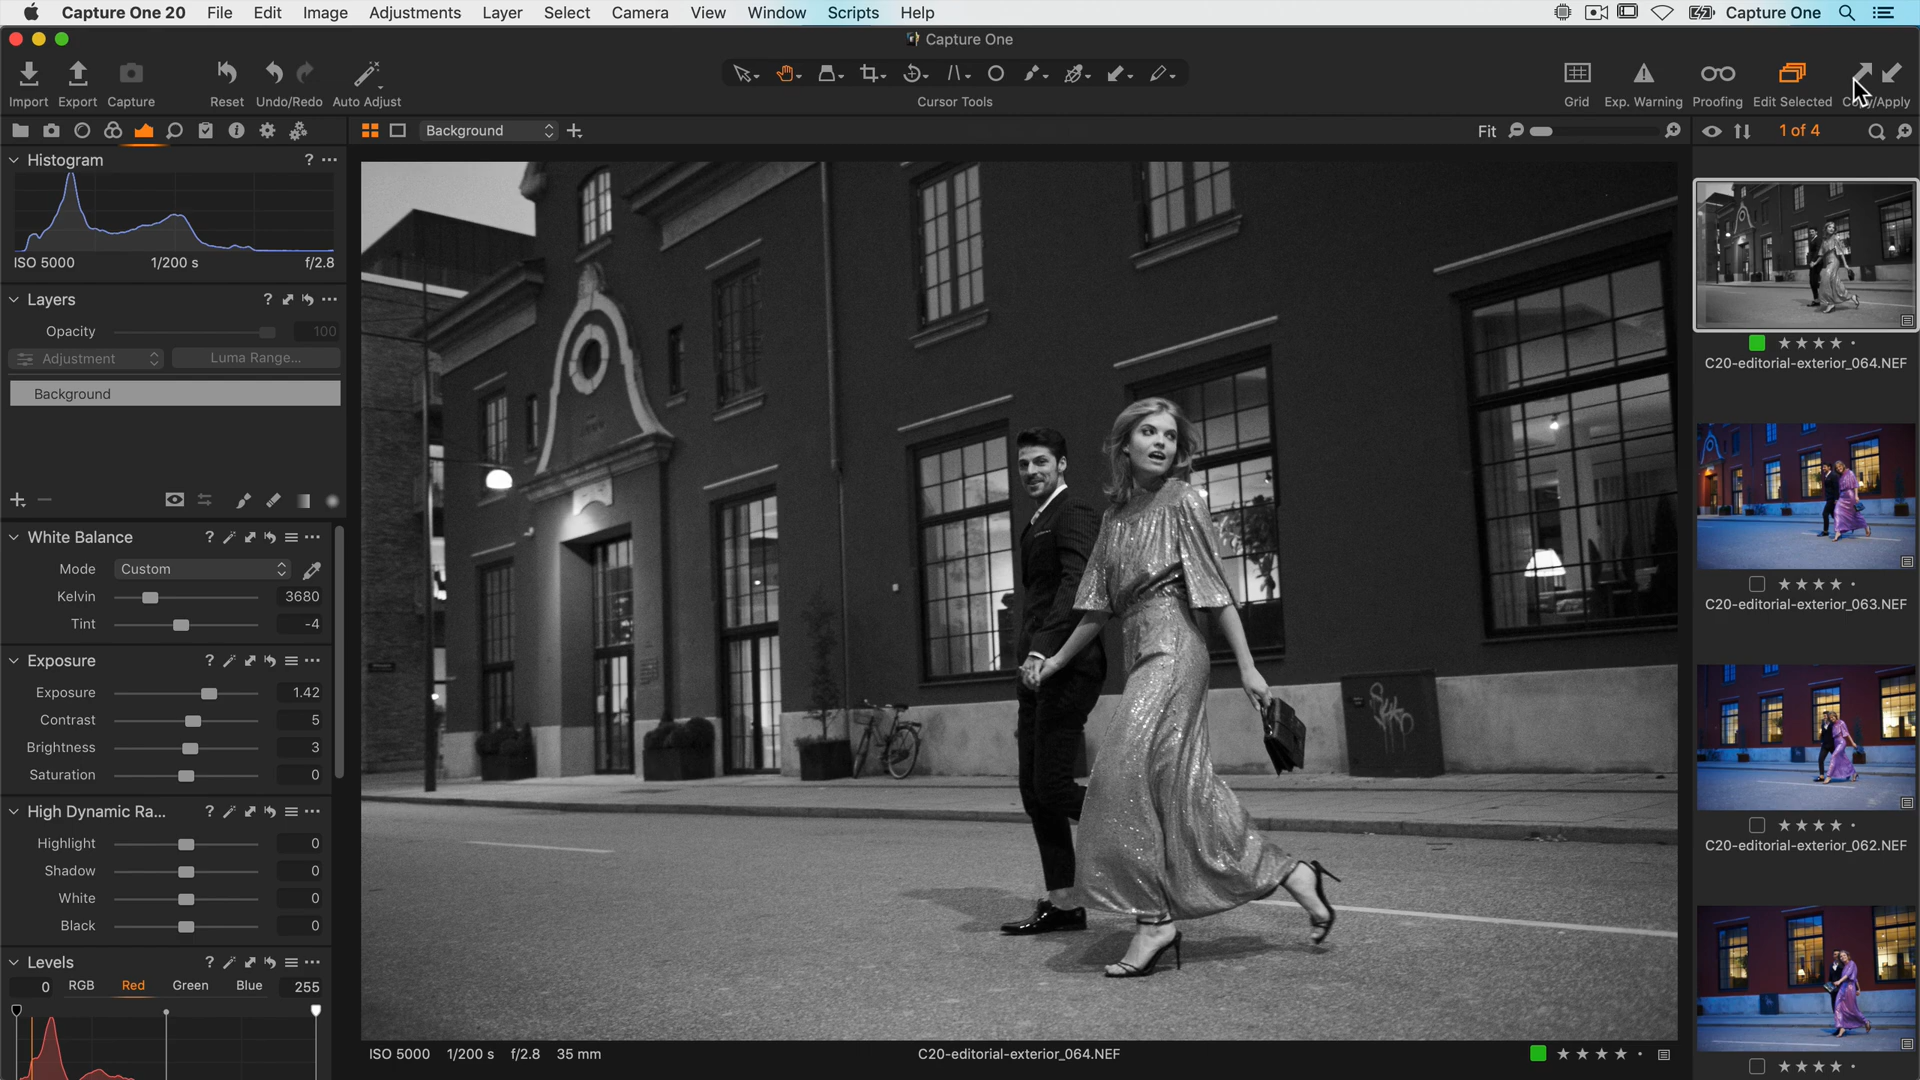 Capture One 20 File Edit Image Adjustments Layer Select Camera View Window Scripts Help Capture One
Capture One
Import Export Capture Reset Undo/Redo Auto Adjust Cursor Tools Grid Exp. Warning Proofing Edit Selected Copy/Apply
Background Fit 1 of 4
Histogram ?
ISO 5000 1/200 s f/2.8
Layers ?
Opacity 100
Adjustment Luma Range...
Background
White Balance ?
Mode Custom
Kelvin 3680
Tint -4
Exposure ?
Exposure 1.42
Contrast 5
Brightness 3
Saturation 0
High Dynamic Ra... ?
Highlight 0
Shadow 0
White 0
Black 0
Levels ?
0 RGB Red Green Blue 255
ISO 5000 1/200 s f/2.8 35 mm C20-editorial-exterior_064.NEF
C20-editorial-exterior_064.NEF
C20-editorial-exterior_063.NEF
C20-editorial-exterior_062.NEF